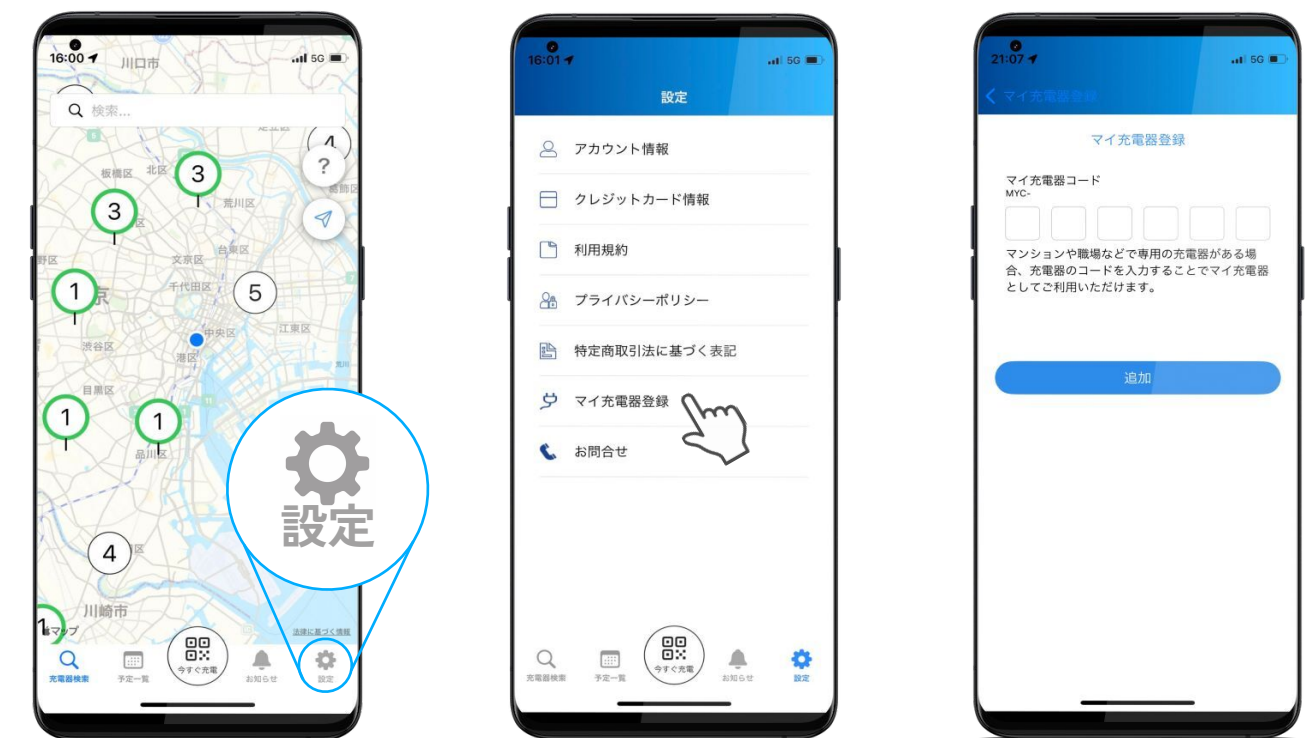 16:00
5G
川口市
検索...
足立区
4
?
板橋区
北区
3
葛飾区
3
荒川区
台東区
文京区
野区
千代田区
1
京
5
中央区
江東区
渋谷区
港区
荒川
目黒区
1
1
品川区
設定
4
区
川崎市
1
マップ
法律に基づく情報
充電器検索
予定一覧
今すぐ充電
お知らせ
設定
16:01
5G
設定
アカウント情報
クレジットカード情報
利用規約
プライバシーポリシー
特定商取引法に基づく表記
マイ充電器登録
お問合せ
充電器検索
予定一覧
今すぐ充電
お知らせ
設定
21:07
5G
マイ充電器登録
マイ充電器登録
マイ充電器コード
MYC-
マンションや職場などで専用の充電器がある場
合、充電器のコードを入力することでマイ充電器
としてご利用いただけます。
追加